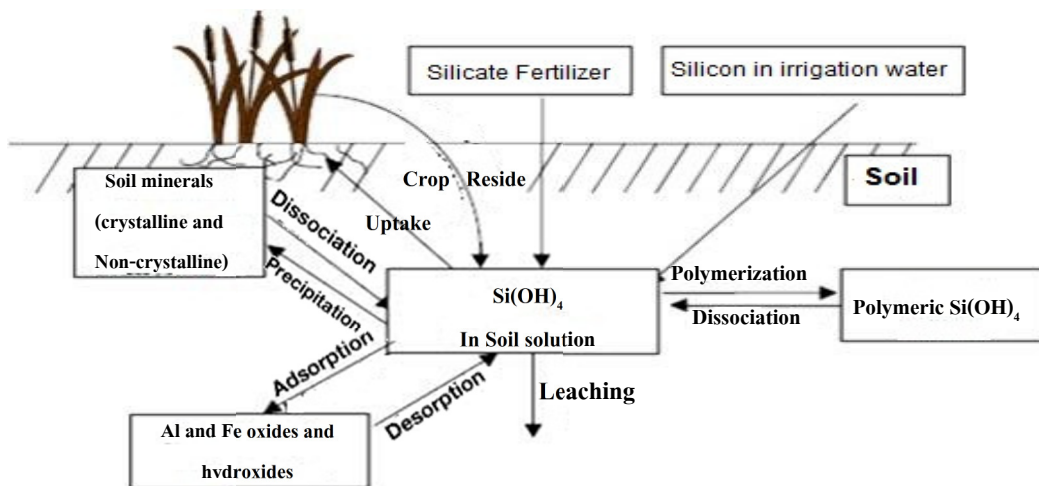 Silicate Fertilizer
Silicon in irrigation water
Soil
Soil minerals
(crystalline and
Non-crystalline)
Crop Reside
Uptake
Dissociation
Precipitation
Si(OH)₄
In Soil solution
Polymerization
Dissociation
Polymeric Si(OH)₄
Adsorption
Desorption
Leaching
Al and Fe oxides and
hydroxides